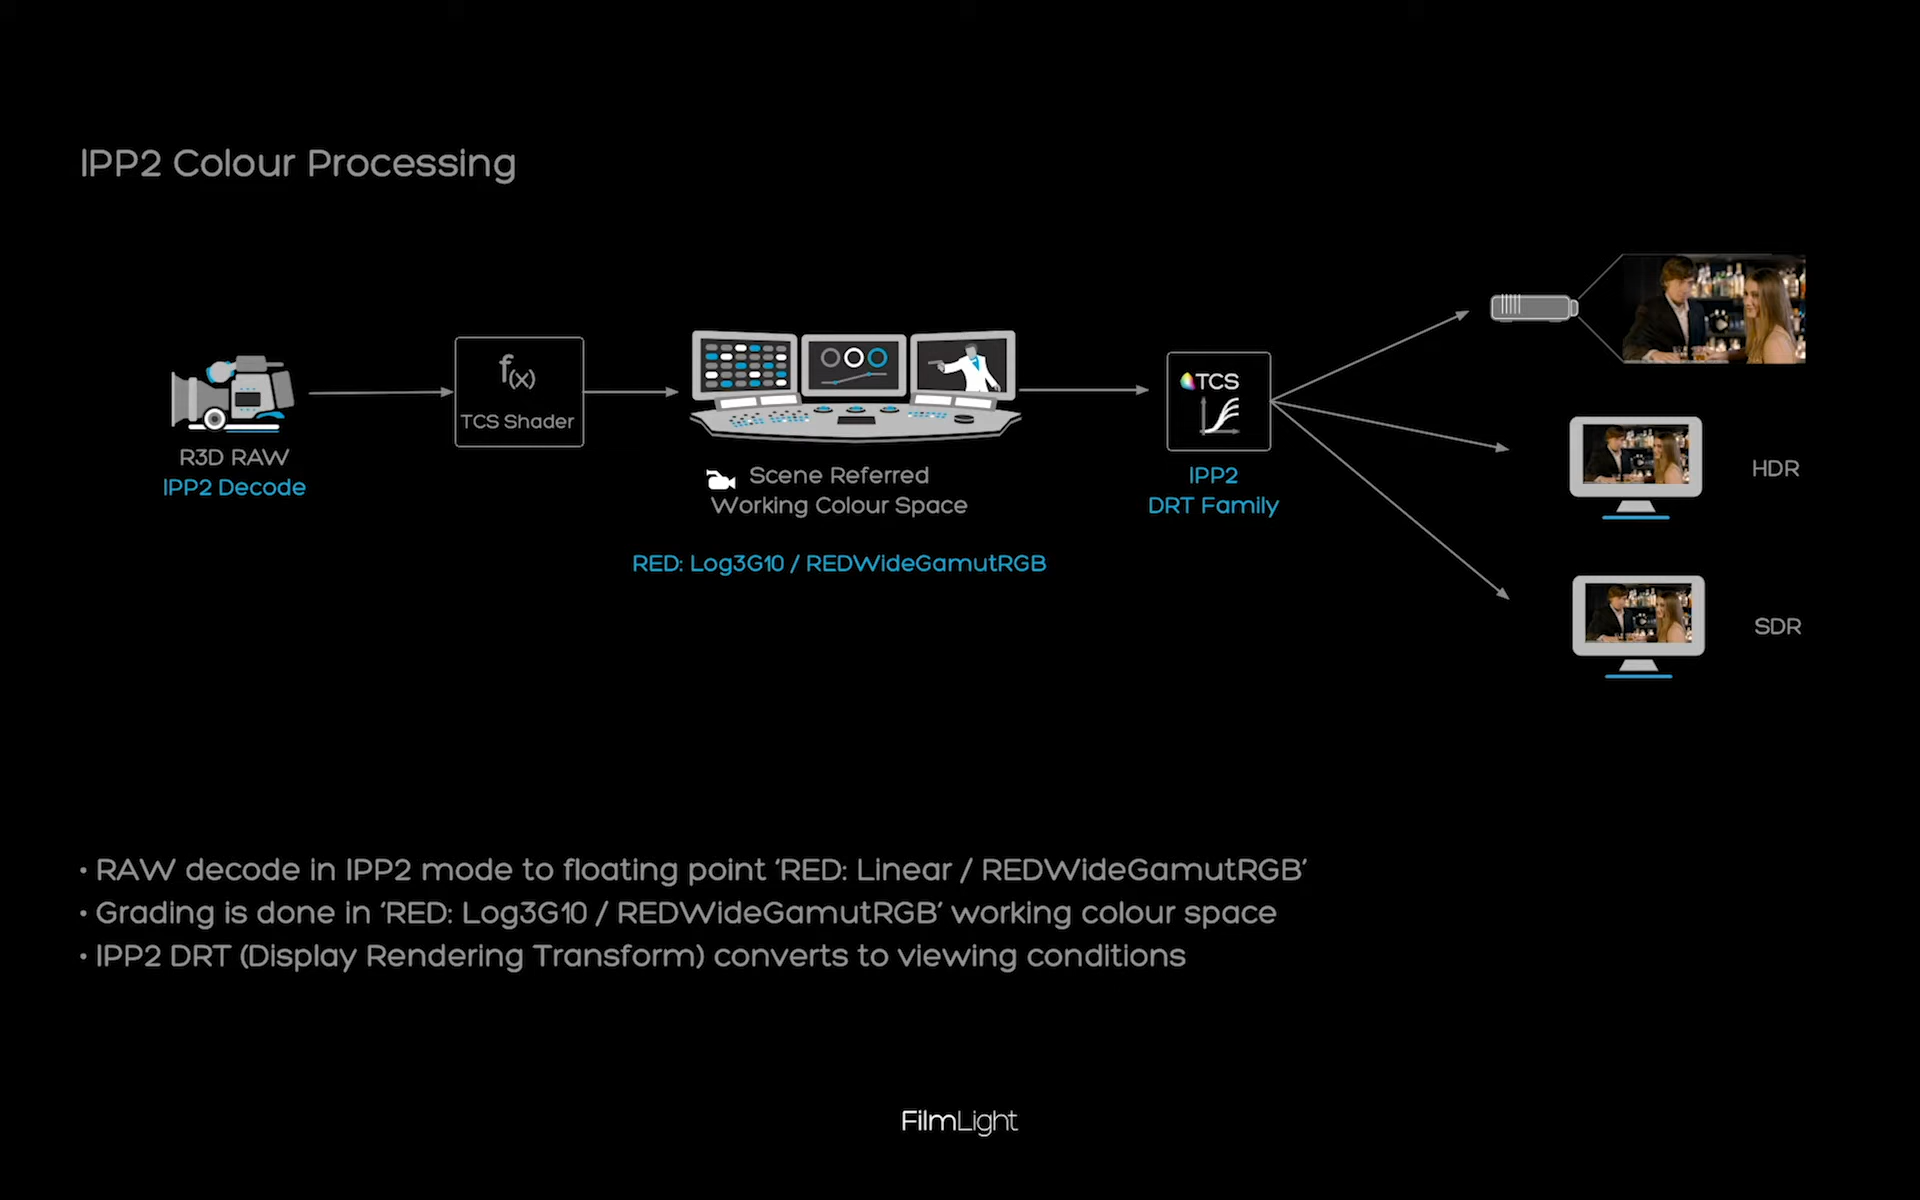 IPP2 Colour Processing
R3D RAW
IPP2 Decode
f(x)
TCS Shader
Scene Referred
Working Colour Space
RED: Log3G10 / REDWideGamutRGB
TCS
IPP2
DRT Family
HDR
SDR
• RAW decode in IPP2 mode to floating point ‘RED: Linear / REDWideGamutRGB’
• Grading is done in ‘RED: Log3G10 / REDWideGamutRGB’ working colour space
• IPP2 DRT (Display Rendering Transform) converts to viewing conditions
FilmLight